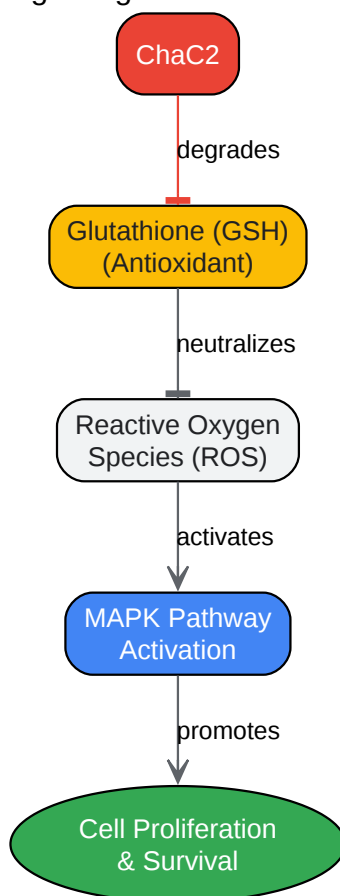 ChaC2
degrades
Glutathione (GSH)
(Antioxidant)
neutralizes
Reactive Oxygen
Species (ROS)
activates
MAPK Pathway
Activation
promotes
Cell Proliferation
& Survival